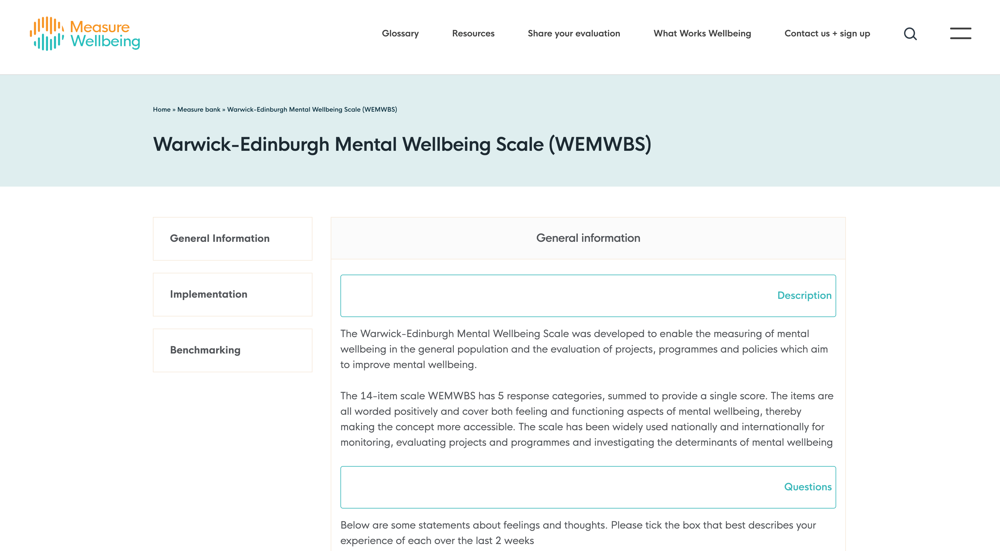 Measure
Wellbeing
Glossary
Resources
Share your evaluation
What Works Wellbeing
Contact us + sign up
Home » Measure bank » Warwick-Edinburgh Mental Wellbeing Scale (WEMWBS)
Warwick-Edinburgh Mental Wellbeing Scale (WEMWBS)
General Information
Implementation
Benchmarking
General information
Description
The Warwick-Edinburgh Mental Wellbeing Scale was developed to enable the measuring of mental
wellbeing in the general population and the evaluation of projects, programmes and policies which aim
to improve mental wellbeing.
The 14-item scale WEMWBS has 5 response categories, summed to provide a single score. The items are
all worded positively and cover both feeling and functioning aspects of mental wellbeing, thereby
making the concept more accessible. The scale has been widely used nationally and internationally for
monitoring, evaluating projects and programmes and investigating the determinants of mental wellbeing
Questions
Below are some statements about feelings and thoughts. Please tick the box that best describes your
experience of each over the last 2 weeks